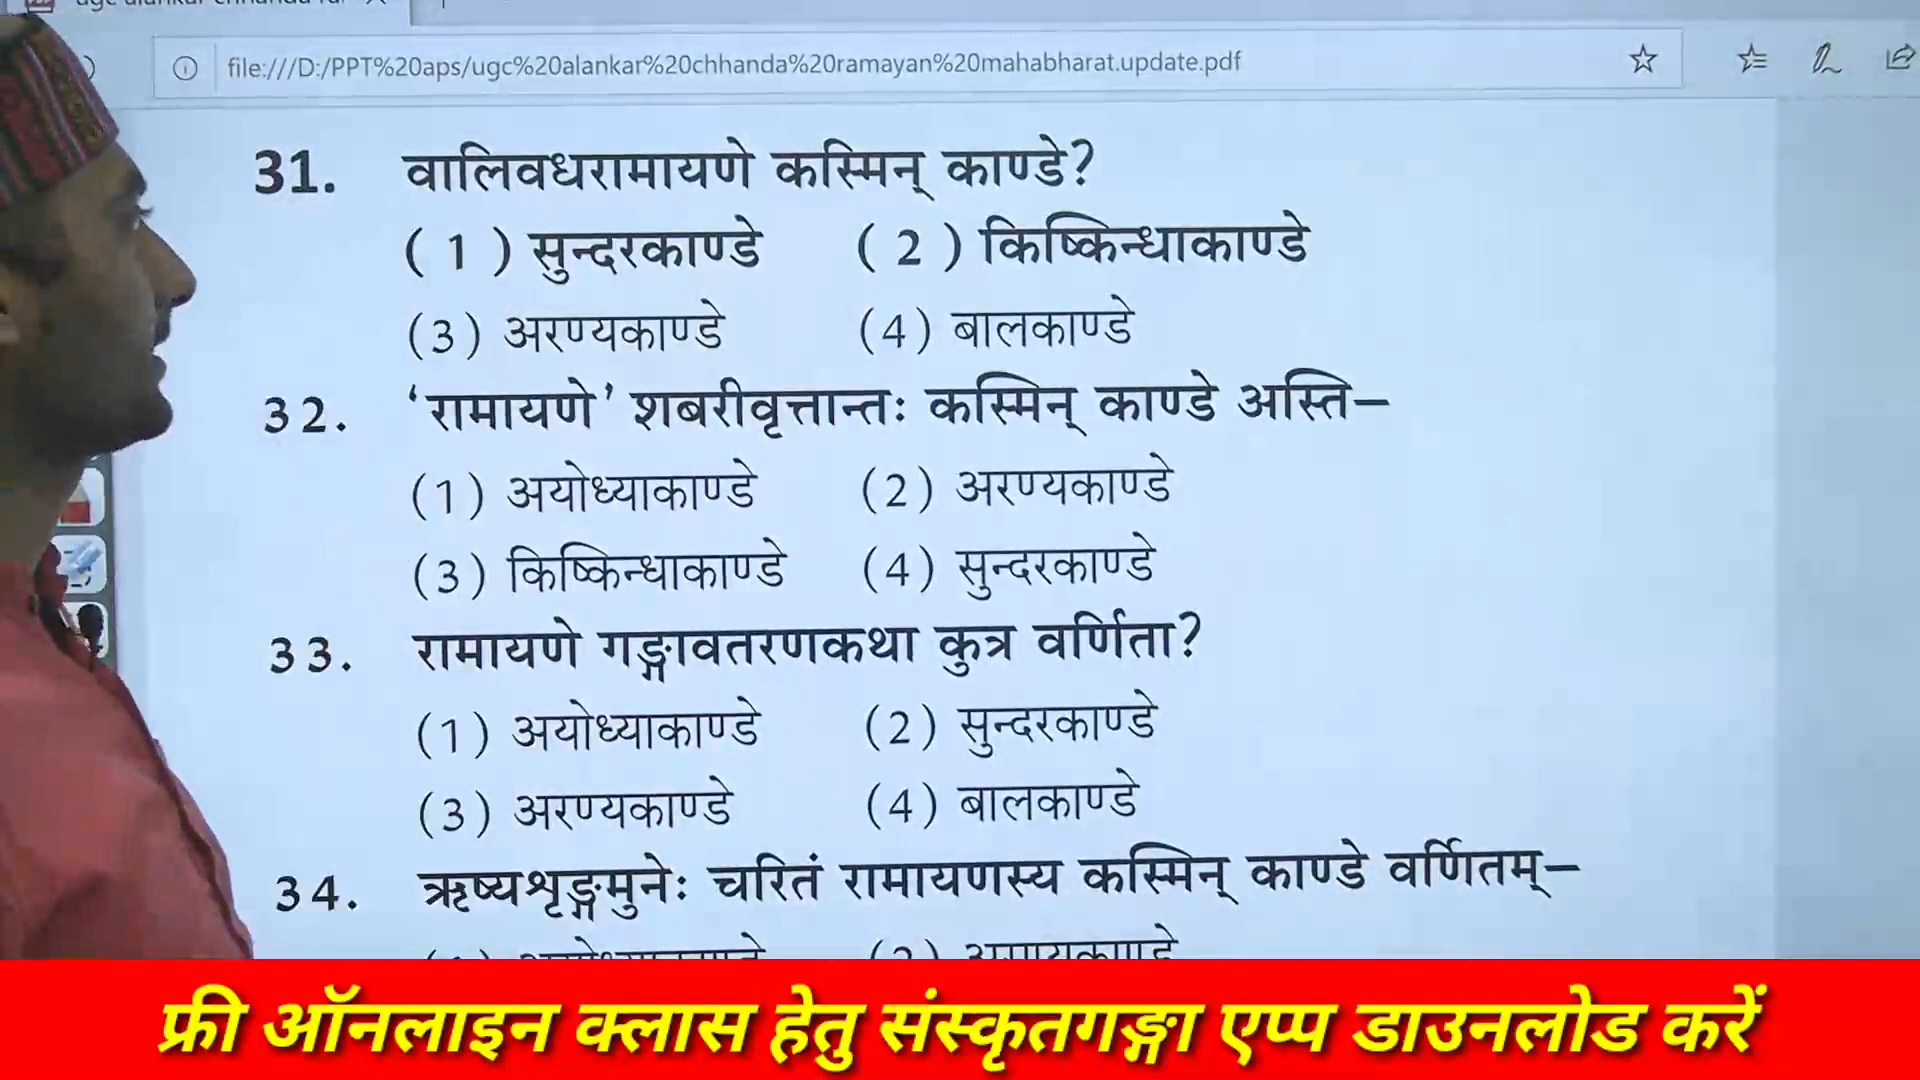 file:///D:/PPT%20aps/ugc%20alankar%20chhanda%20ramayan%20mahabharat.update.pdf
31. वालिवधरामायणे कस्मिन् काण्डे?
( 1 ) सुन्दरकाण्डे ( 2 ) किष्किन्धाकाण्डे
(3) अरण्यकाण्डे (4) बालकाण्डे
32. 'रामायणे' शबरीवृत्तान्तः कस्मिन् काण्डे अस्ति–
(1) अयोध्याकाण्डे (2) अरण्यकाण्डे
(3) किष्किन्धाकाण्डे (4) सुन्दरकाण्डे
33. रामायणे गङ्गावतरणकथा कुत्र वर्णिता?
(1) अयोध्याकाण्डे (2) सुन्दरकाण्डे
(3) अरण्यकाण्डे (4) बालकाण्डे
34. ऋष्यशृङ्गमुनेः चरितं रामायणस्य कस्मिन् काण्डे वर्णितम्–
फ्री ऑनलाइन क्लास हेतु संस्कृतगङ्गा एप्प डाउनलोड करें